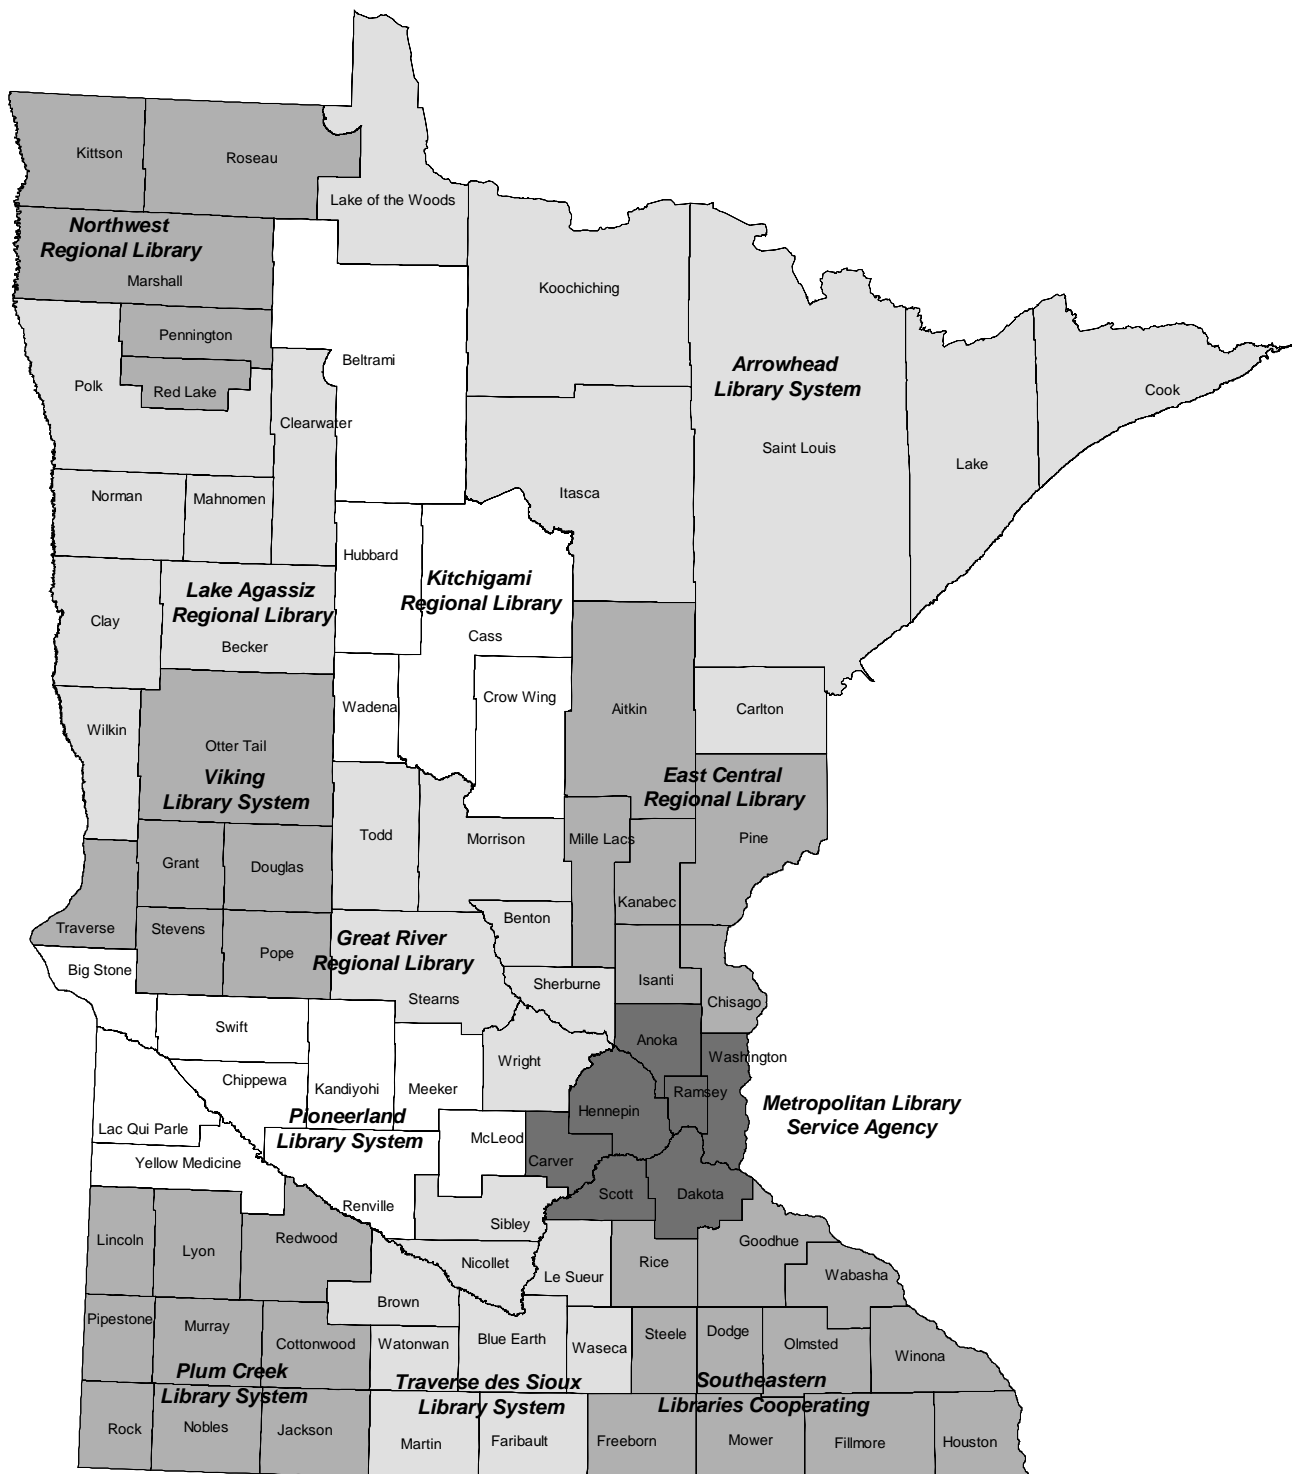 Kittson
Roseau
Lake of the Woods
Northwest
Regional Library
Marshall
Koochiching
Pennington
Beltrami
Arrowhead
Library System
Polk
Red Lake
Cook
Clearwater
Saint Louis
Lake
Itasca
Norman
Mahnomen
Hubbard
Lake Agassiz
Regional Library
Kitchigami
Regional Library
Clay
Cass
Becker
Crow Wing
Wadena
Aitkin
Carlton
Wilkin
Otter Tail
Viking
Library System
East Central
Regional Library
Todd
Morrison
Mille Lacs
Pine
Grant
Douglas
Kanabec
Benton
Traverse
Stevens
Great River
Regional Library
Pope
Big Stone
Sherburne
Isanti
Stearns
Chisago
Swift
Anoka
Washington
Wright
Chippewa
Kandiyohi
Meeker
Ramsey
Hennepin
Metropolitan Library
Service Agency
Pioneerland
Library System
Lac Qui Parle
McLeod
Yellow Medicine
Carver
Scott
Dakota
Renville
Sibley
Lincoln
Lyon
Redwood
Goodhue
Nicollet
Rice
Le Sueur
Wabasha
Brown
Pipestone
Murray
Cottonwood
Watonwan
Blue Earth
Waseca
Steele
Dodge
Olmsted
Winona
Plum Creek
Library System
Traverse des Sioux
Library System
Southeastern
Libraries Cooperating
Rock
Nobles
Jackson
Martin
Faribault
Freeborn
Mower
Fillmore
Houston